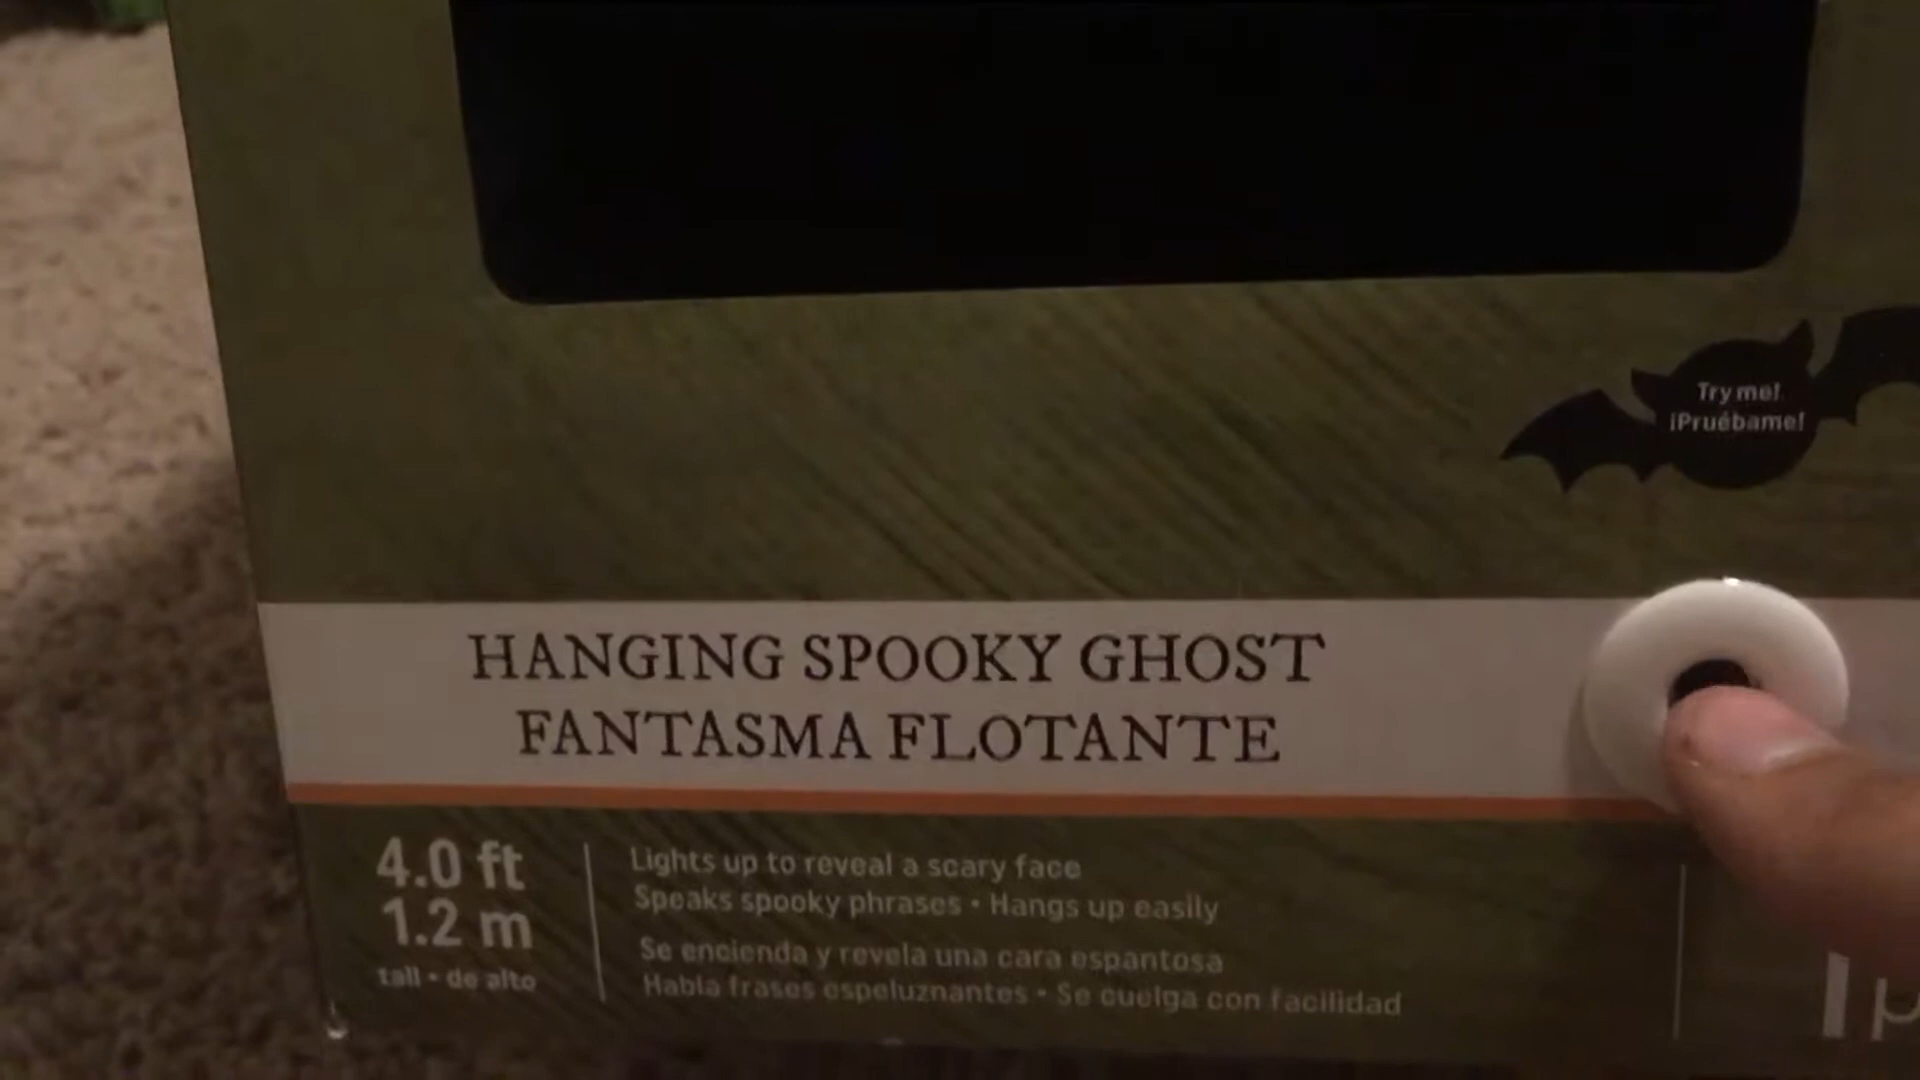 Try me!
¡Pruébame!
HANGING SPOOKY GHOST
FANTASMA FLOTANTE
4.0 ft
1.2 m
tall • de alto
Lights up to reveal a scary face
Speaks spooky phrases • Hangs up easily
Se encienda y revela una cara espantosa
Habla frases espeluznantes • Se cuelga con facilidad